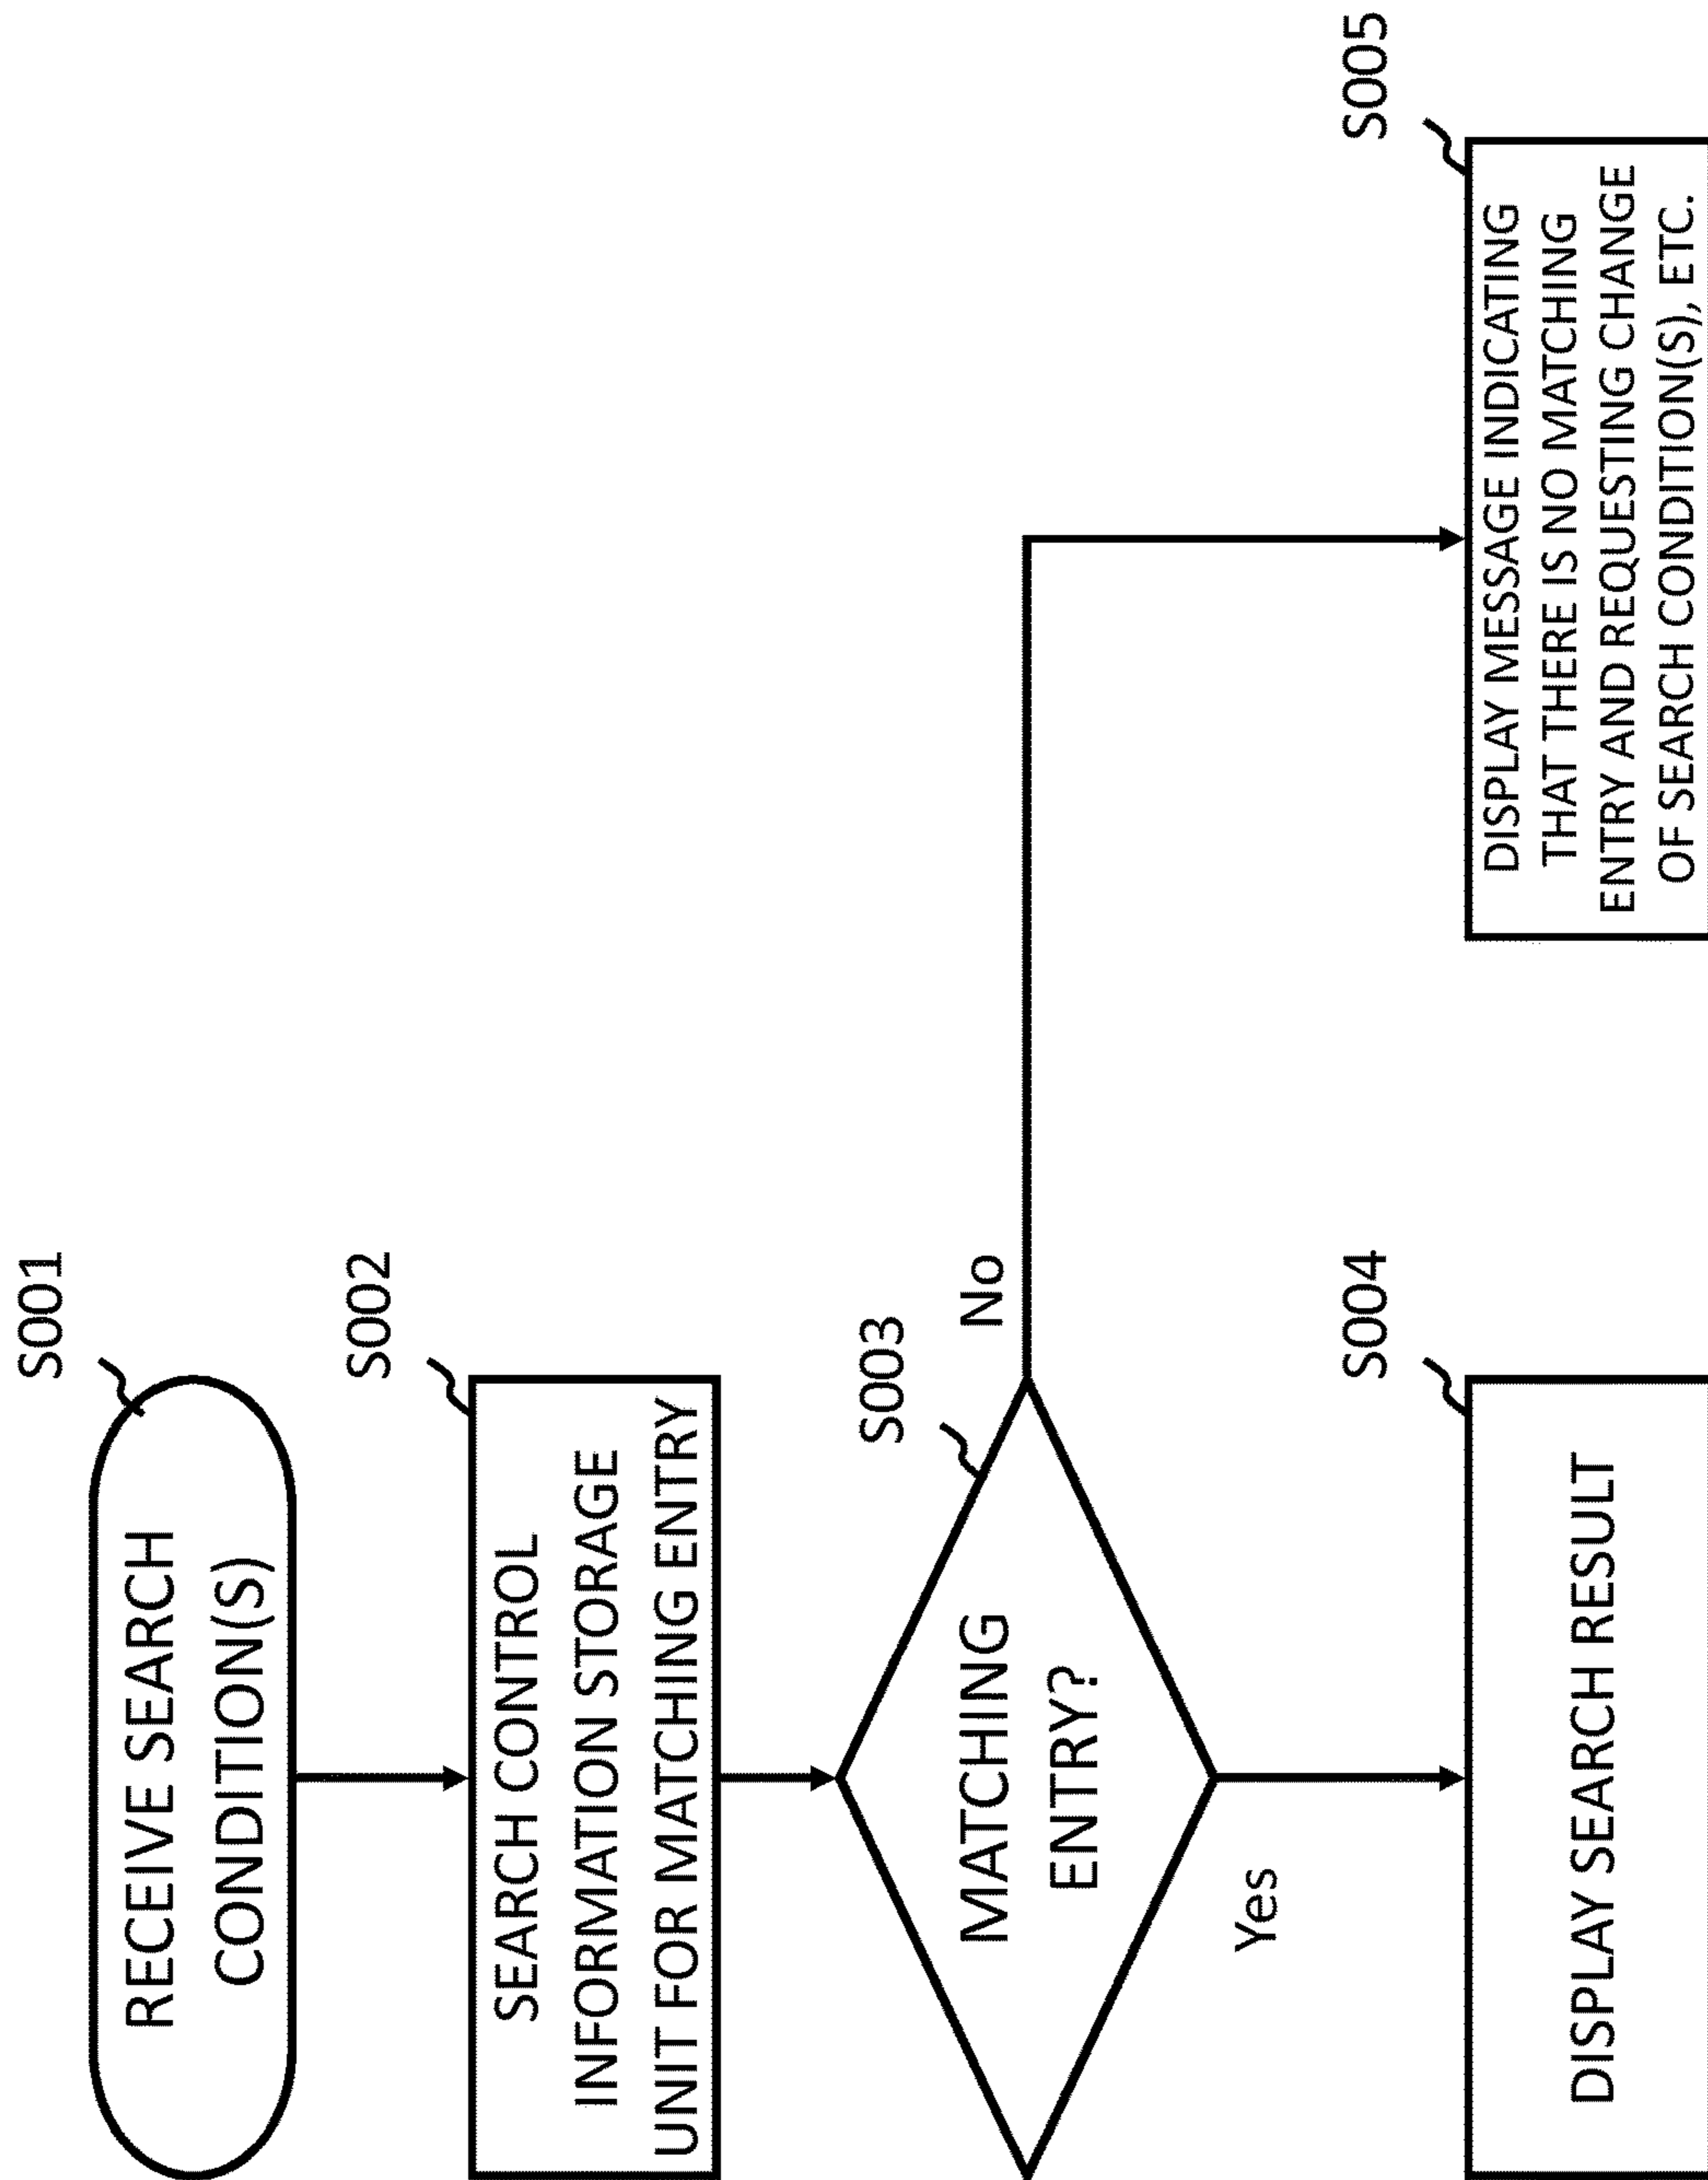 S001
RECEIVE SEARCH
CONDITION(S)
S002
SEARCH CONTROL
INFORMATION STORAGE
UNIT FOR MATCHING ENTRY
S003
MATCHING
ENTRY?
No
Yes
S004
DISPLAY SEARCH RESULT
S005
DISPLAY MESSAGE INDICATING
THAT THERE IS NO MATCHING
ENTRY AND REQUESTING CHANGE
OF SEARCH CONDITION(S), ETC.